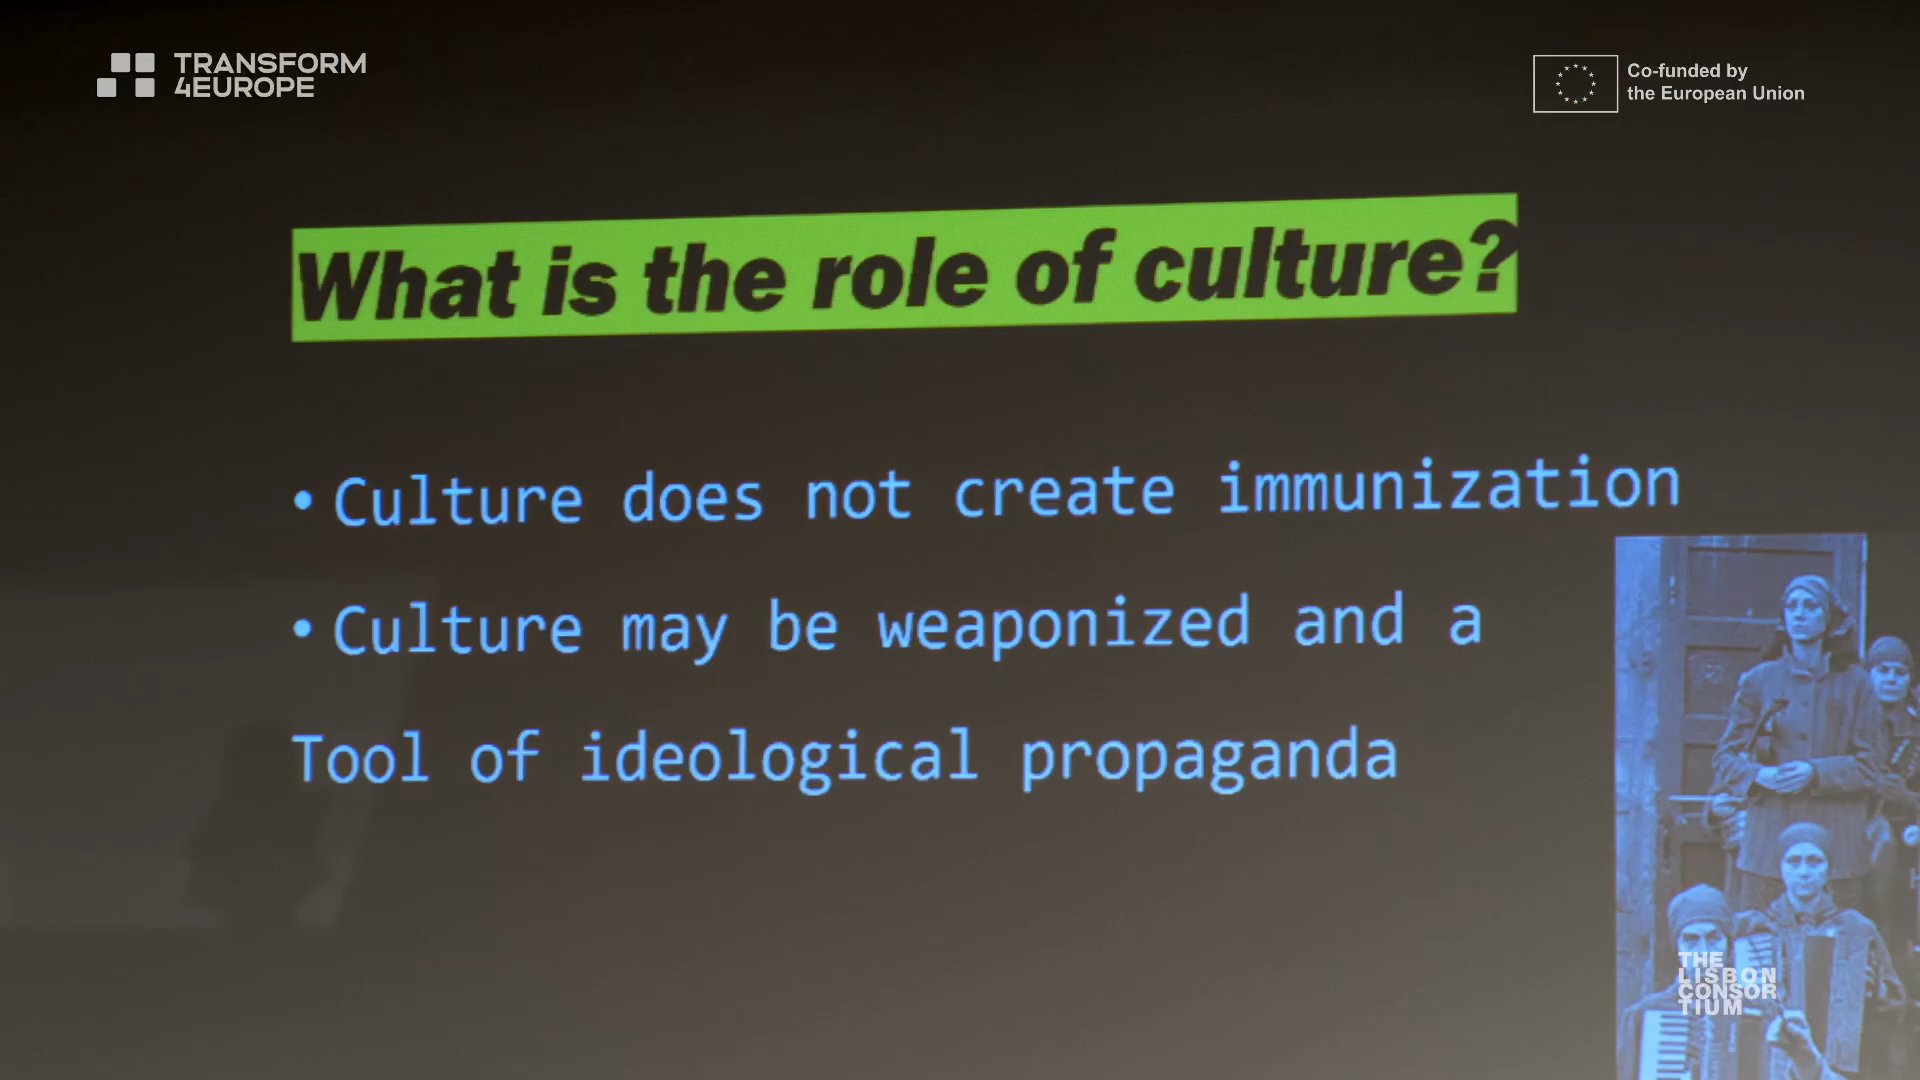 TRANSFORM
4EUROPE
Co-funded by
the European Union
What is the role of culture?
• Culture does not create immunization
• Culture may be weaponized and a
Tool of ideological propaganda
THE
LISBON
CONSOR
TIUM